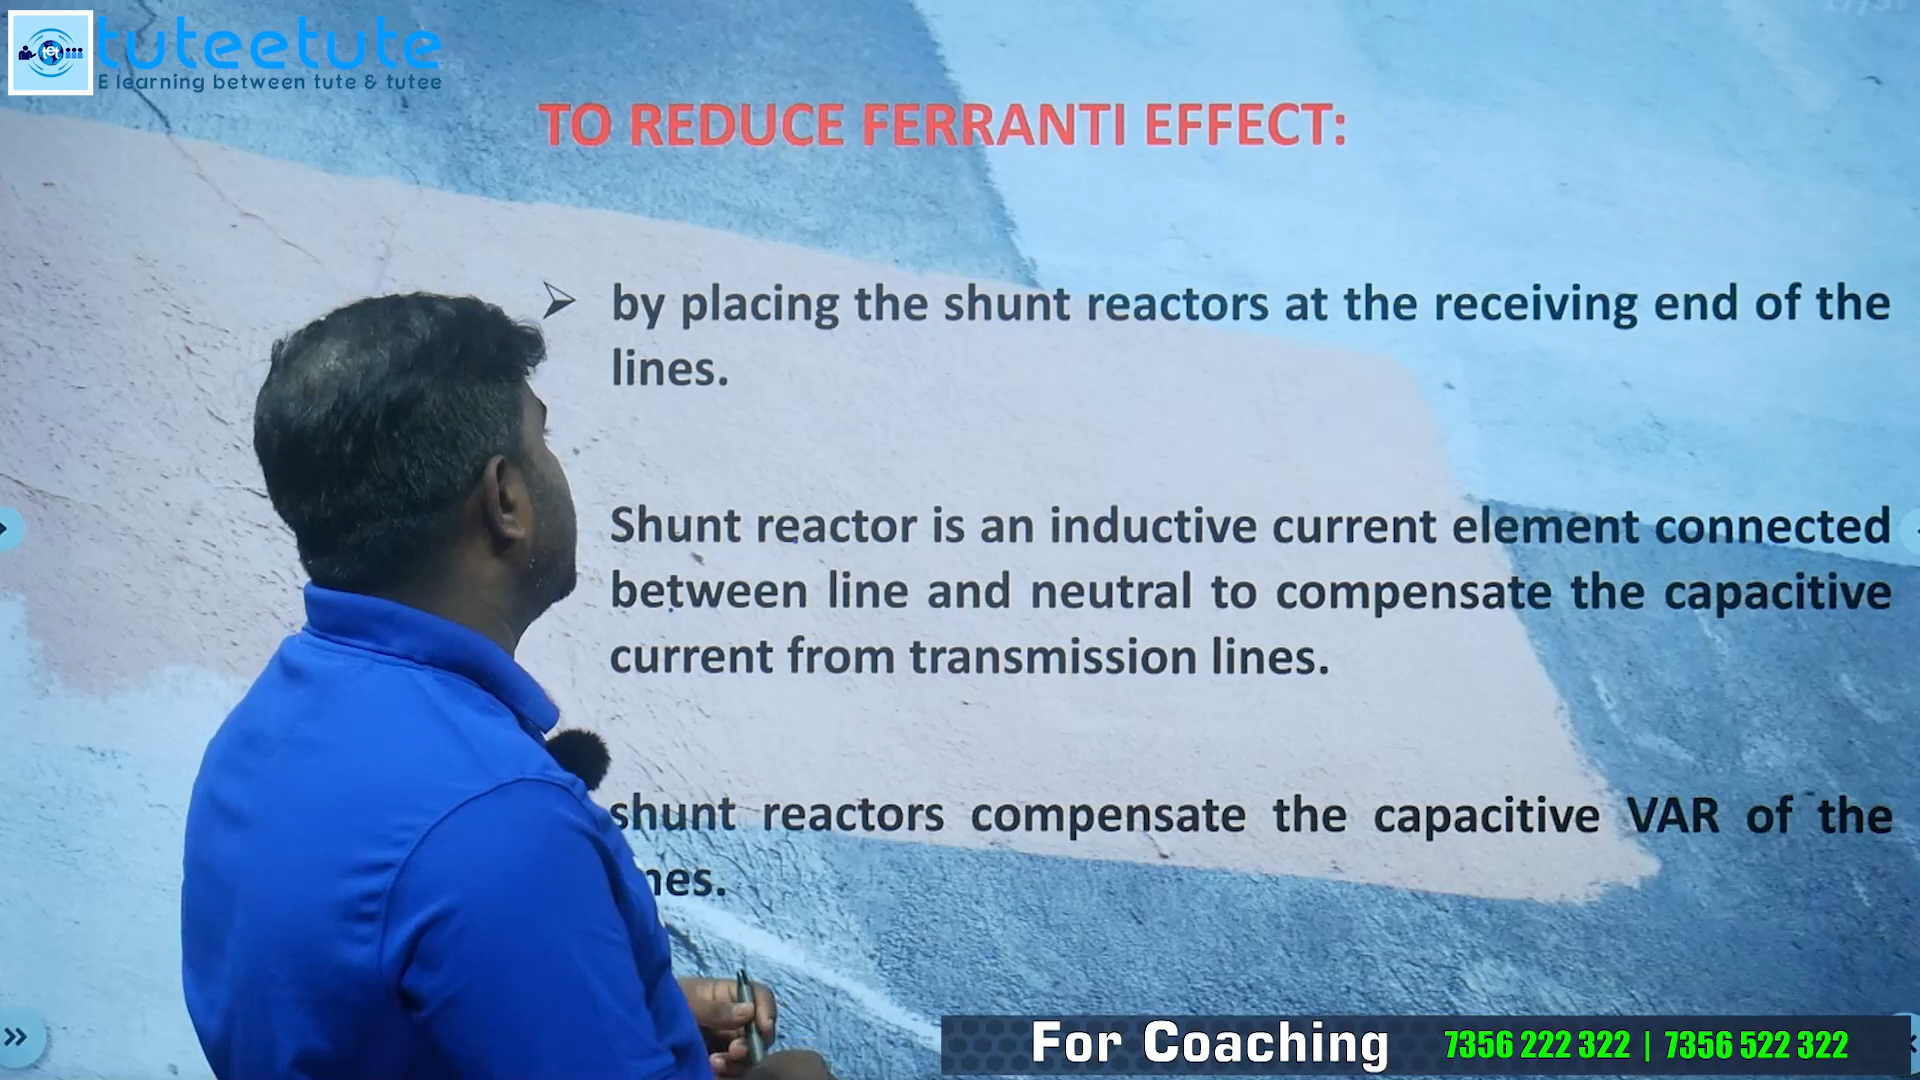 tuteetute
E learning between tute & tutee
TO REDUCE FERRANTI EFFECT:
by placing the shunt reactors at the receiving end of the
lines.
Shunt reactor is an inductive current element connected
between line and neutral to compensate the capacitive
current from transmission lines.
shunt reactors compensate the capacitive VAR of the
nes.
For Coaching
7356 222 322 | 7356 522 322